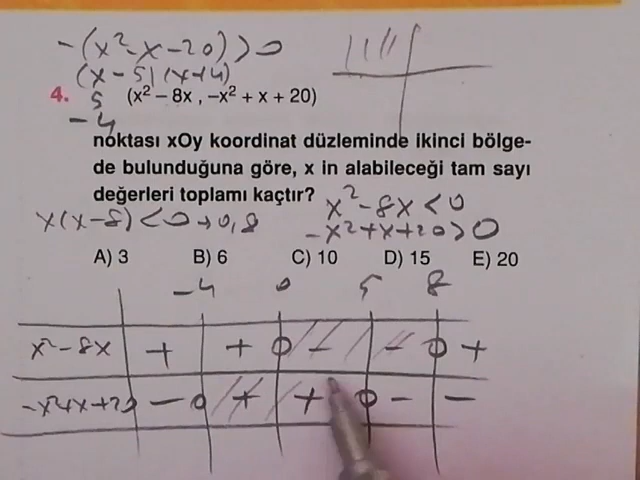 -(x²-x-20)>0
(x-5)(x+4)
5
-4
4. (x² – 8x , –x² + x + 20)
noktası xOy koordinat düzleminde ikinci bölge-
de bulunduğuna göre, x in alabileceği tam sayı
değerleri toplamı kaçtır?
x²-8x<0
x(x-8)<0→0,8
-x²+x+20>0
A) 3 B) 6 C) 10 D) 15 E) 20
-4 0 5 8
x²-8x + + 0 - - 0 +
-x²+x+20 - 0 + + 0 - -